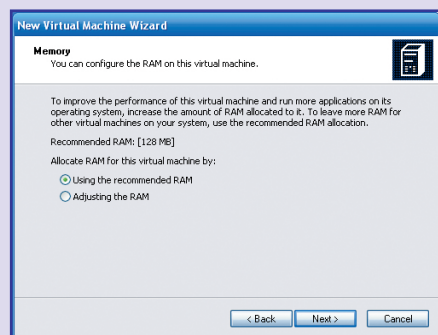 New Virtual Machine Wizard
Memory
You can configure the RAM on this virtual machine.
To improve the performance of this virtual machine and run more applications on its
operating system, increase the amount of RAM allocated to it. To leave more RAM for
other virtual machines on your system, use the recommended RAM allocation.
Recommended RAM: [128 MB]
Allocate RAM for this virtual machine by:
Using the recommended RAM
Adjusting the RAM
< Back Next > Cancel